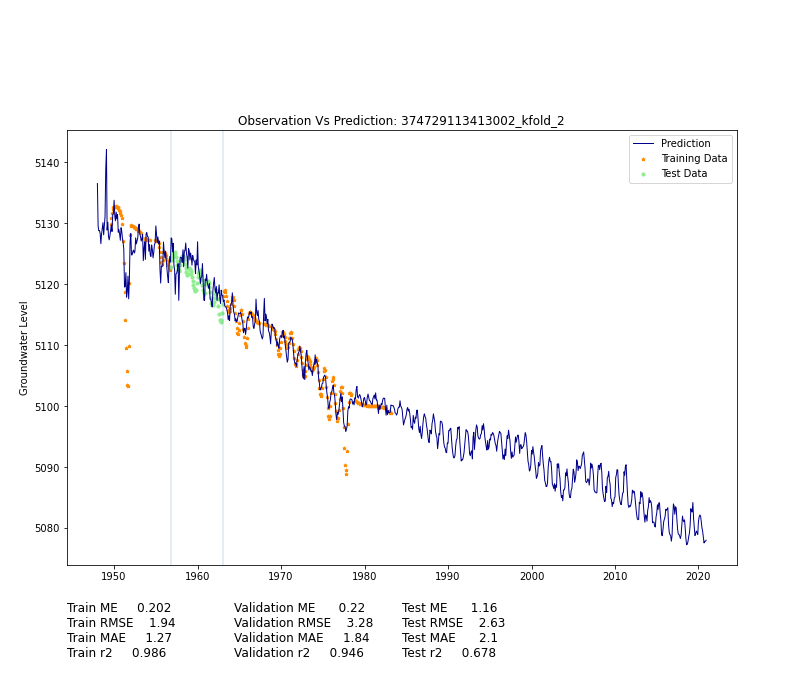 Observation Vs Prediction: 374729113413002_kfold_2
Prediction
Training Data
Test Data
5140
5130
5120
5110
5100
5090
5080
Groundwater Level
1950 1960 1970 1980 1990 2000 2010 2020
Train ME 0.202 Validation ME 0.22 Test ME 1.16
Train RMSE 1.94 Validation RMSE 3.28 Test RMSE 2.63
Train MAE 1.27 Validation MAE 1.84 Test MAE 2.1
Train r2 0.986 Validation r2 0.946 Test r2 0.678